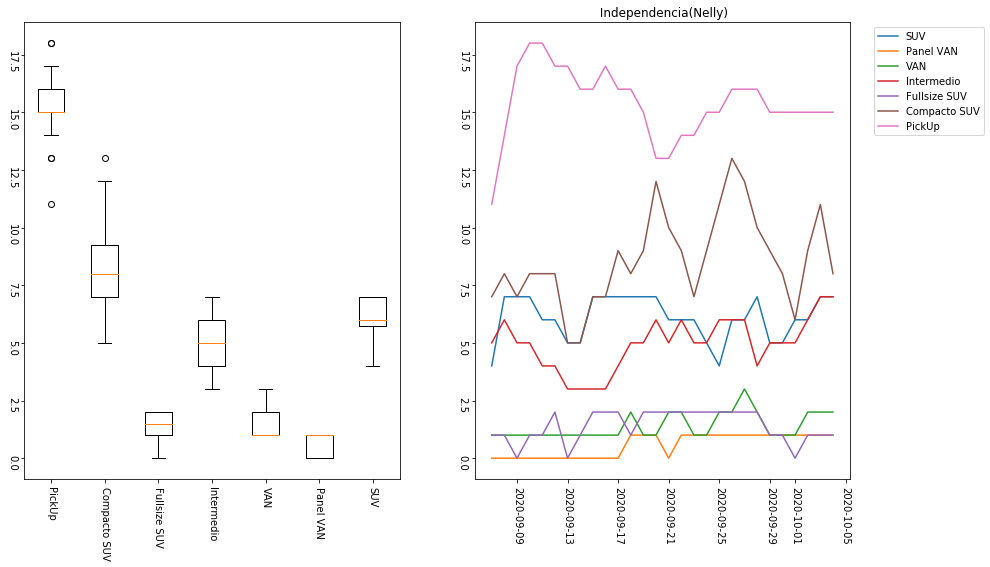 17.5
15.0
12.5
10.0
7.5
5.0
2.5
0.0
PickUp
Compacto SUV
Fullsize SUV
Intermedio
VAN
Panel VAN
SUV
Independencia(Nelly)
17.5
15.0
12.5
10.0
7.5
5.0
2.5
0.0
2020-09-09
2020-09-13
2020-09-17
2020-09-21
2020-09-25
2020-09-29
2020-10-01
2020-10-05
SUV
Panel VAN
VAN
Intermedio
Fullsize SUV
Compacto SUV
PickUp